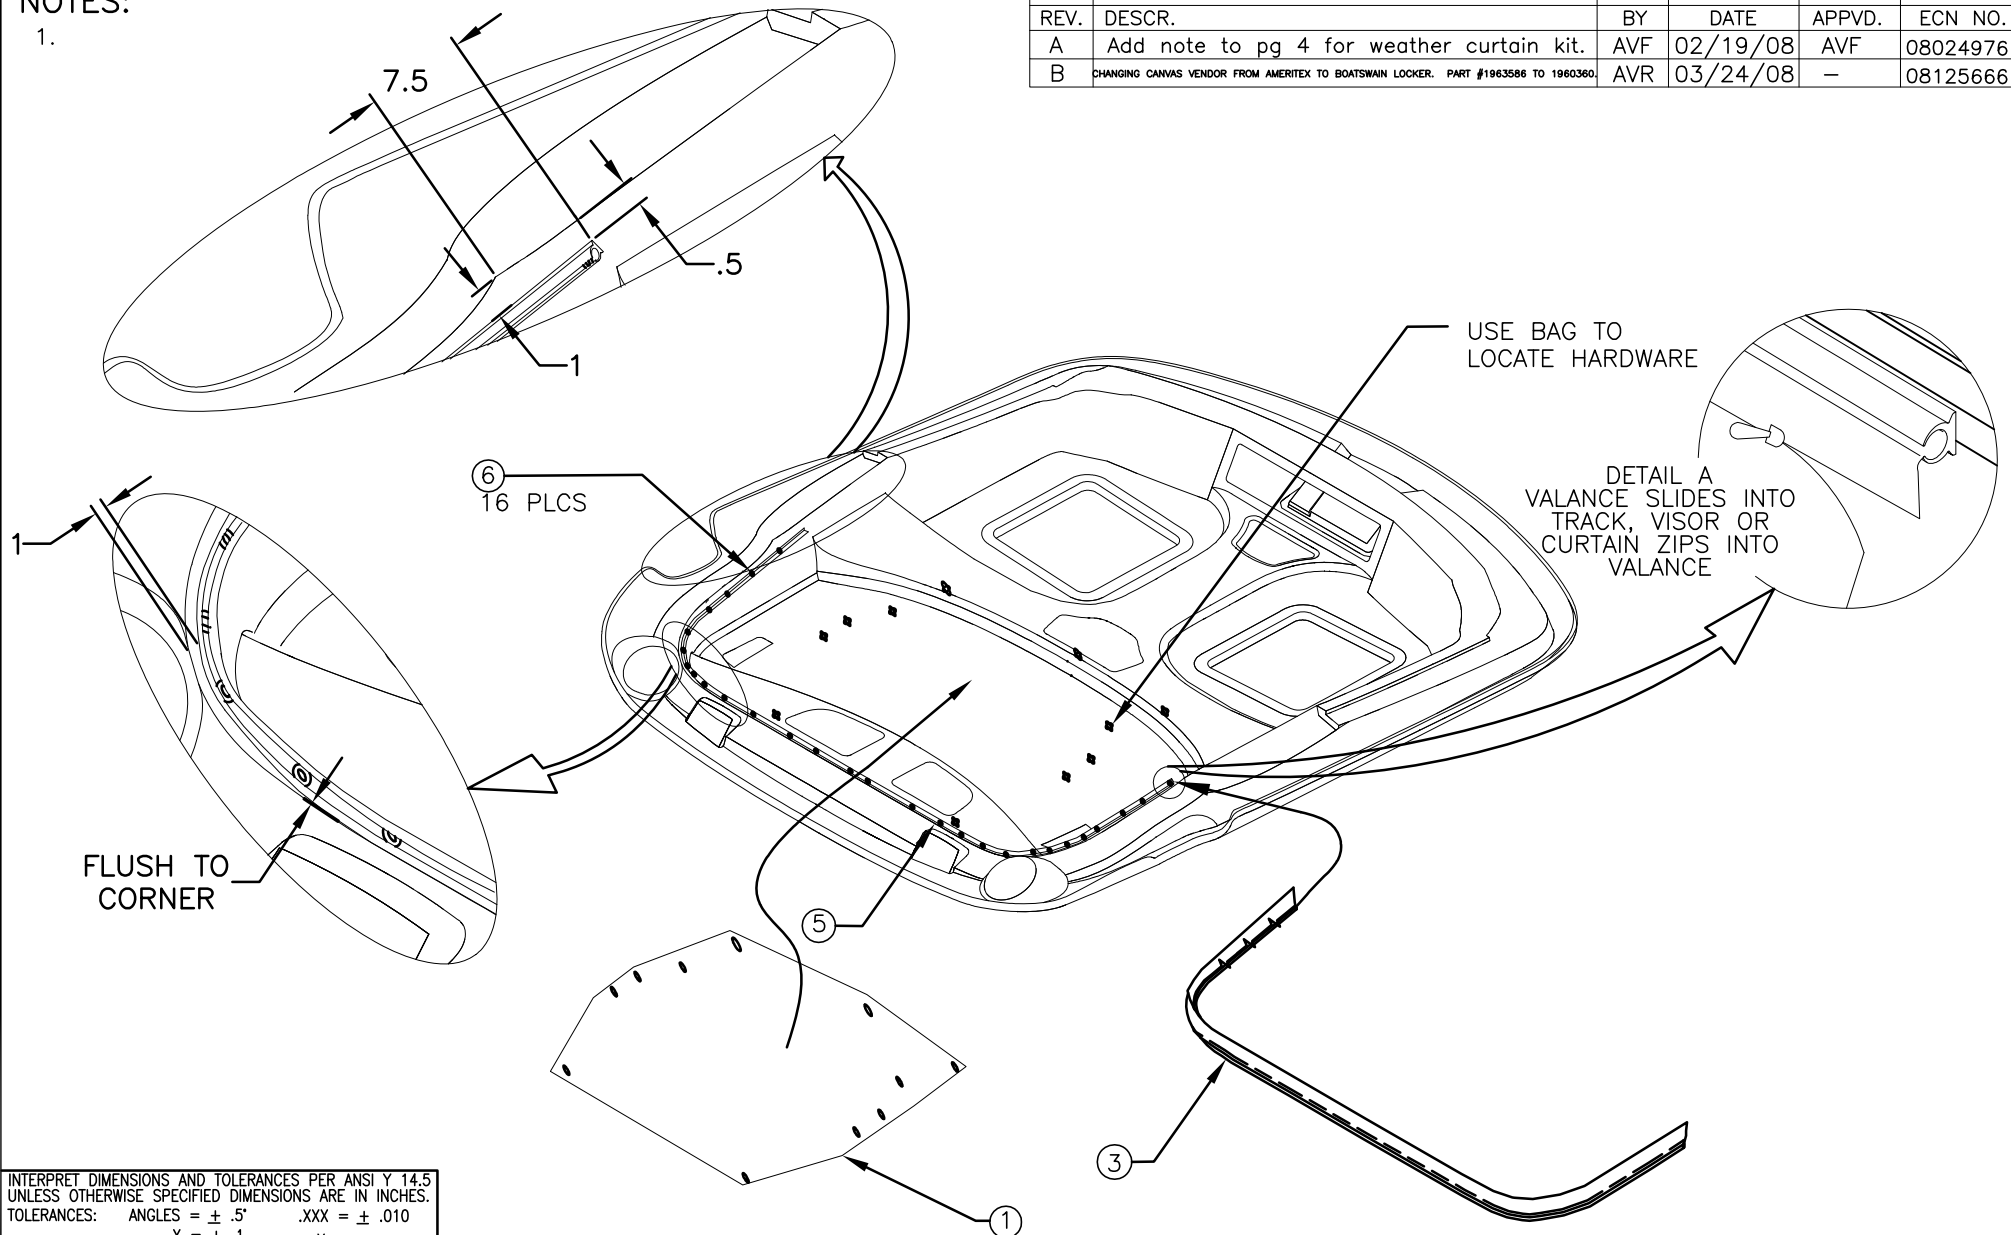 NOTES:
1.
REV. DESCR. BY DATE APPVD. ECN NO.
A Add note to pg 4 for weather curtain kit. AVF 02/19/08 AVF 08024976
B CHANGING CANVAS VENDOR FROM AMERITEX TO BOATSWAIN LOCKER. PART #1963586 TO 1960360. AVR 03/24/08 – 08125666
7.5
.5
1
USE BAG TO
LOCATE HARDWARE
6
16 PLCS
DETAIL A
VALANCE SLIDES INTO
TRACK, VISOR OR
CURTAIN ZIPS INTO
VALANCE
1
FLUSH TO
CORNER
5
3
1
INTERPRET DIMENSIONS AND TOLERANCES PER ANSI Y 14.5
UNLESS OTHERWISE SPECIFIED DIMENSIONS ARE IN INCHES.
TOLERANCES: ANGLES = ± .5° .XXX = ± .010